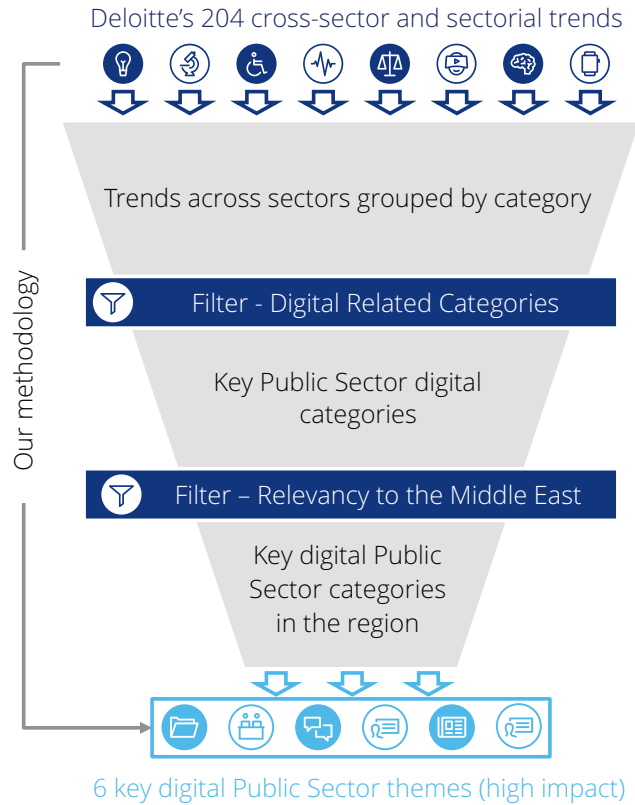 Deloitte's 204 cross-sector and sectorial trends
Our methodology
Trends across sectors grouped by category
Filter - Digital Related Categories
Key Public Sector digital
categories
Filter – Relevancy to the Middle East
Key digital Public
Sector categories
in the region
6 key digital Public Sector themes (high impact)